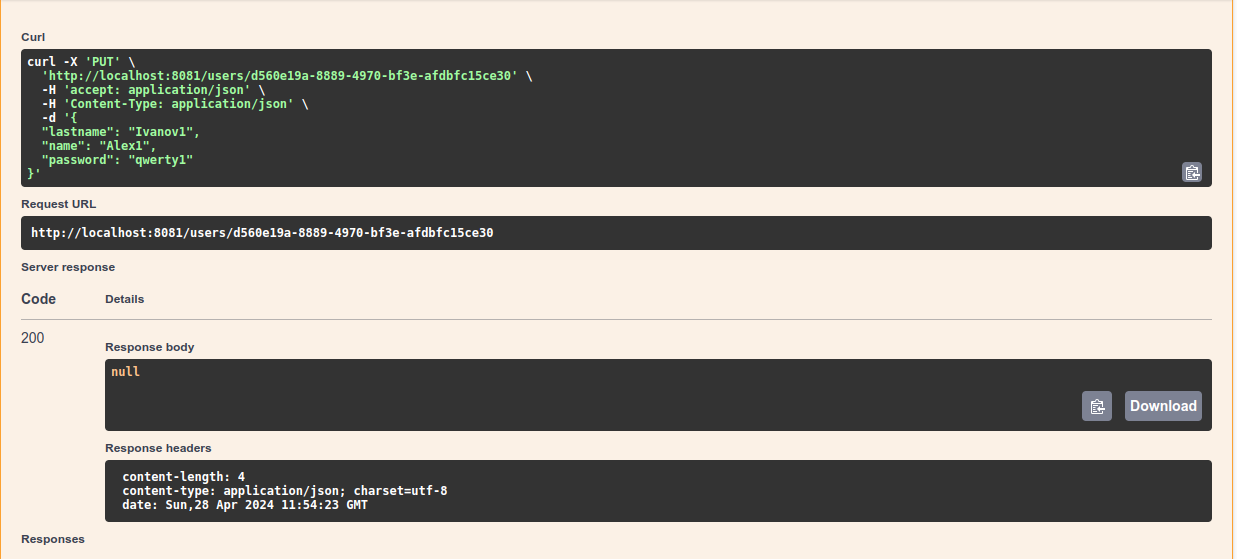 Curl
curl -X 'PUT' \
  'http://localhost:8081/users/d560e19a-8889-4970-bf3e-afdbfc15ce30' \
  -H 'accept: application/json' \
  -H 'Content-Type: application/json' \
  -d '{
  "lastname": "Ivanov1",
  "name": "Alex1",
  "password": "qwerty1"
}'
Request URL
http://localhost:8081/users/d560e19a-8889-4970-bf3e-afdbfc15ce30
Server response
Code Details
200
Response body
null
Download
Response headers
content-length: 4
content-type: application/json; charset=utf-8
date: Sun,28 Apr 2024 11:54:23 GMT
Responses